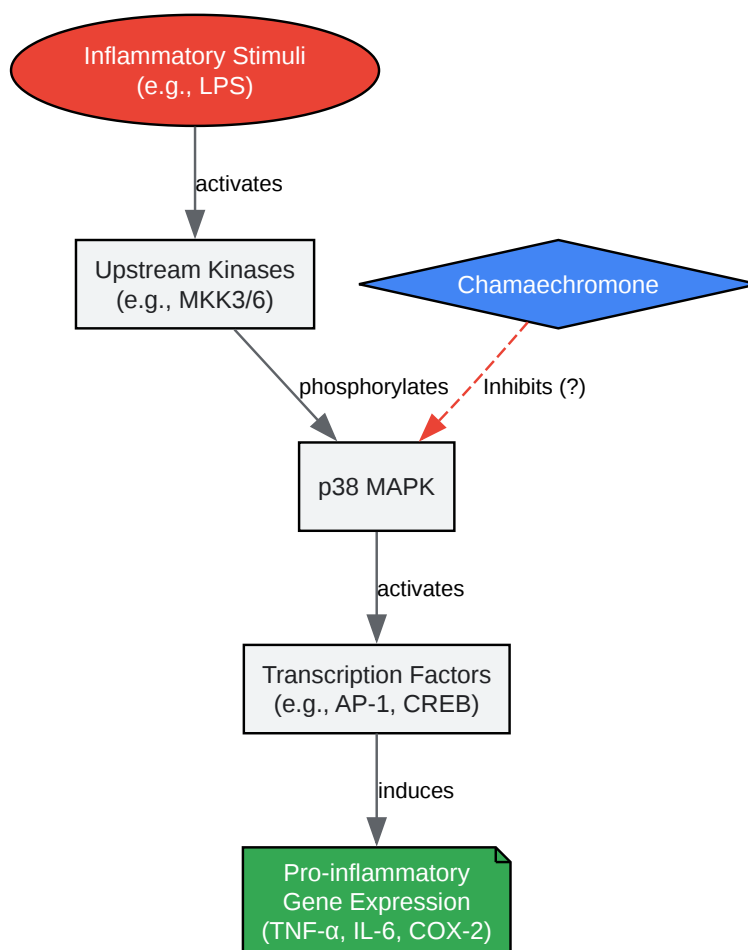 Inflammatory Stimuli
(e.g., LPS)
activates
Upstream Kinases
(e.g., MKK3/6)
Chamaechromone
phosphorylates
Inhibits (?)
p38 MAPK
activates
Transcription Factors
(e.g., AP-1, CREB)
induces
Pro-inflammatory
Gene Expression
(TNF-α, IL-6, COX-2)